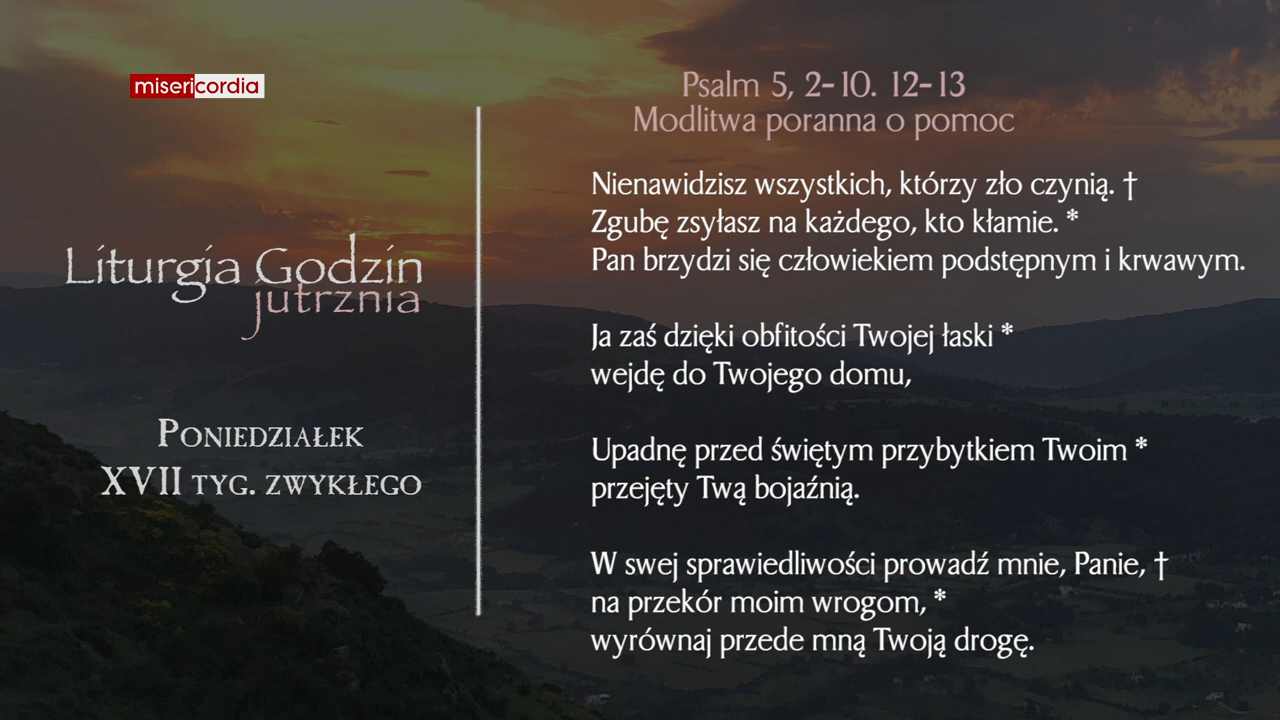 misericordia
Liturgia Godzin
jutrznia
Poniedziałek
XVII tyg. zwykłego
Psalm 5, 2-10. 12-13
Modlitwa poranna o pomoc
Nienawidzisz wszystkich, którzy zło czynią. †
Zgubę zsyłasz na każdego, kto kłamie. *
Pan brzydzi się człowiekiem podstępnym i krwawym.
Ja zaś dzięki obfitości Twojej łaski *
wejdę do Twojego domu,
Upadnę przed świętym przybytkiem Twoim *
przejęty Twą bojaźnią.
W swej sprawiedliwości prowadź mnie, Panie, †
na przekór moim wrogom, *
wyrównaj przede mną Twoją drogę.